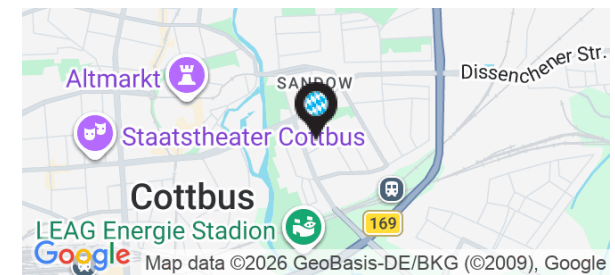 SANDOW
Dissenchener Str.
Altmarkt
Staatstheater Cottbus
Cottbus
LEAG Energie Stadion
169
Google
Map data ©2026 GeoBasis-DE/BKG (©2009), Google